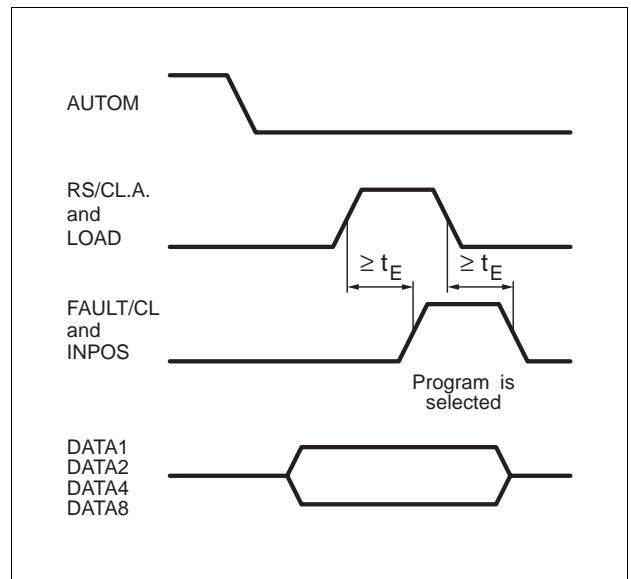 AUTOM
RS/CL.A.
and
LOAD
≥ tE
≥ tE
FAULT/CL
and
INPOS
Program is
selected
DATA1
DATA2
DATA4
DATA8